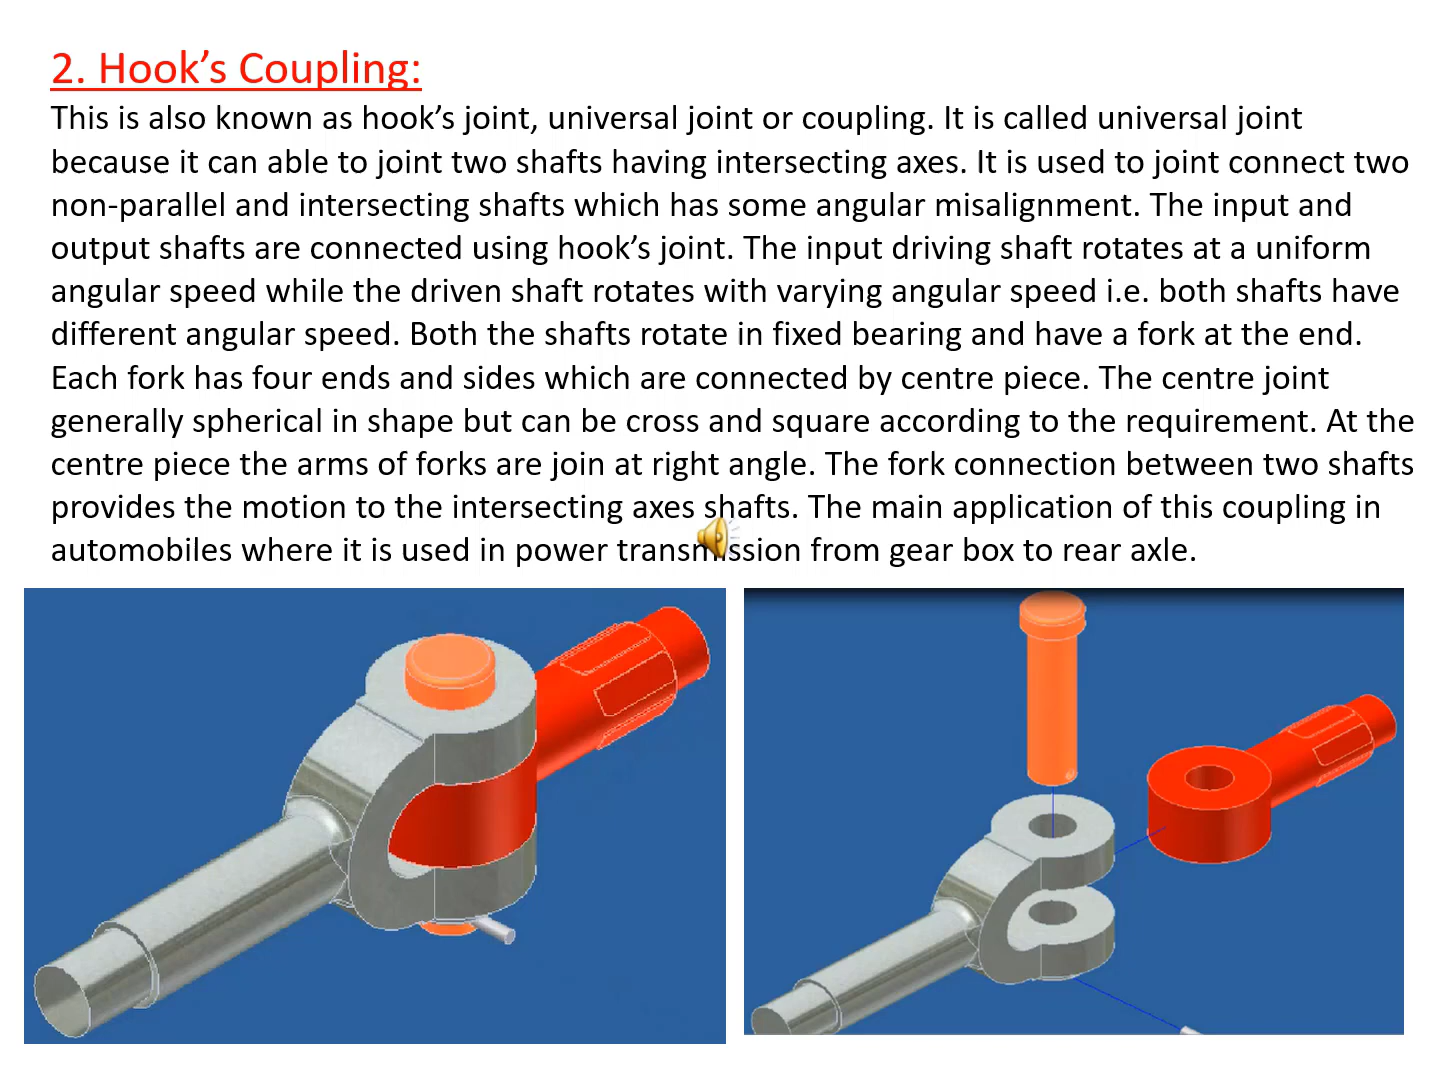 2. Hook’s Coupling:
This is also known as hook’s joint, universal joint or coupling. It is called universal joint
because it can able to joint two shafts having intersecting axes. It is used to joint connect two
non-parallel and intersecting shafts which has some angular misalignment. The input and
output shafts are connected using hook’s joint. The input driving shaft rotates at a uniform
angular speed while the driven shaft rotates with varying angular speed i.e. both shafts have
different angular speed. Both the shafts rotate in fixed bearing and have a fork at the end.
Each fork has four ends and sides which are connected by centre piece. The centre joint
generally spherical in shape but can be cross and square according to the requirement. At the
centre piece the arms of forks are join at right angle. The fork connection between two shafts
provides the motion to the intersecting axes shafts. The main application of this coupling in
automobiles where it is used in power transmission from gear box to rear axle.